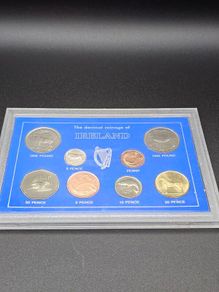 The decimal coinage of
IRELAND
ONE POUND
ONE POUND
5 PENCE
PENNY
50 PENCE
2 PENCE
10 PENCE
20 PENCE